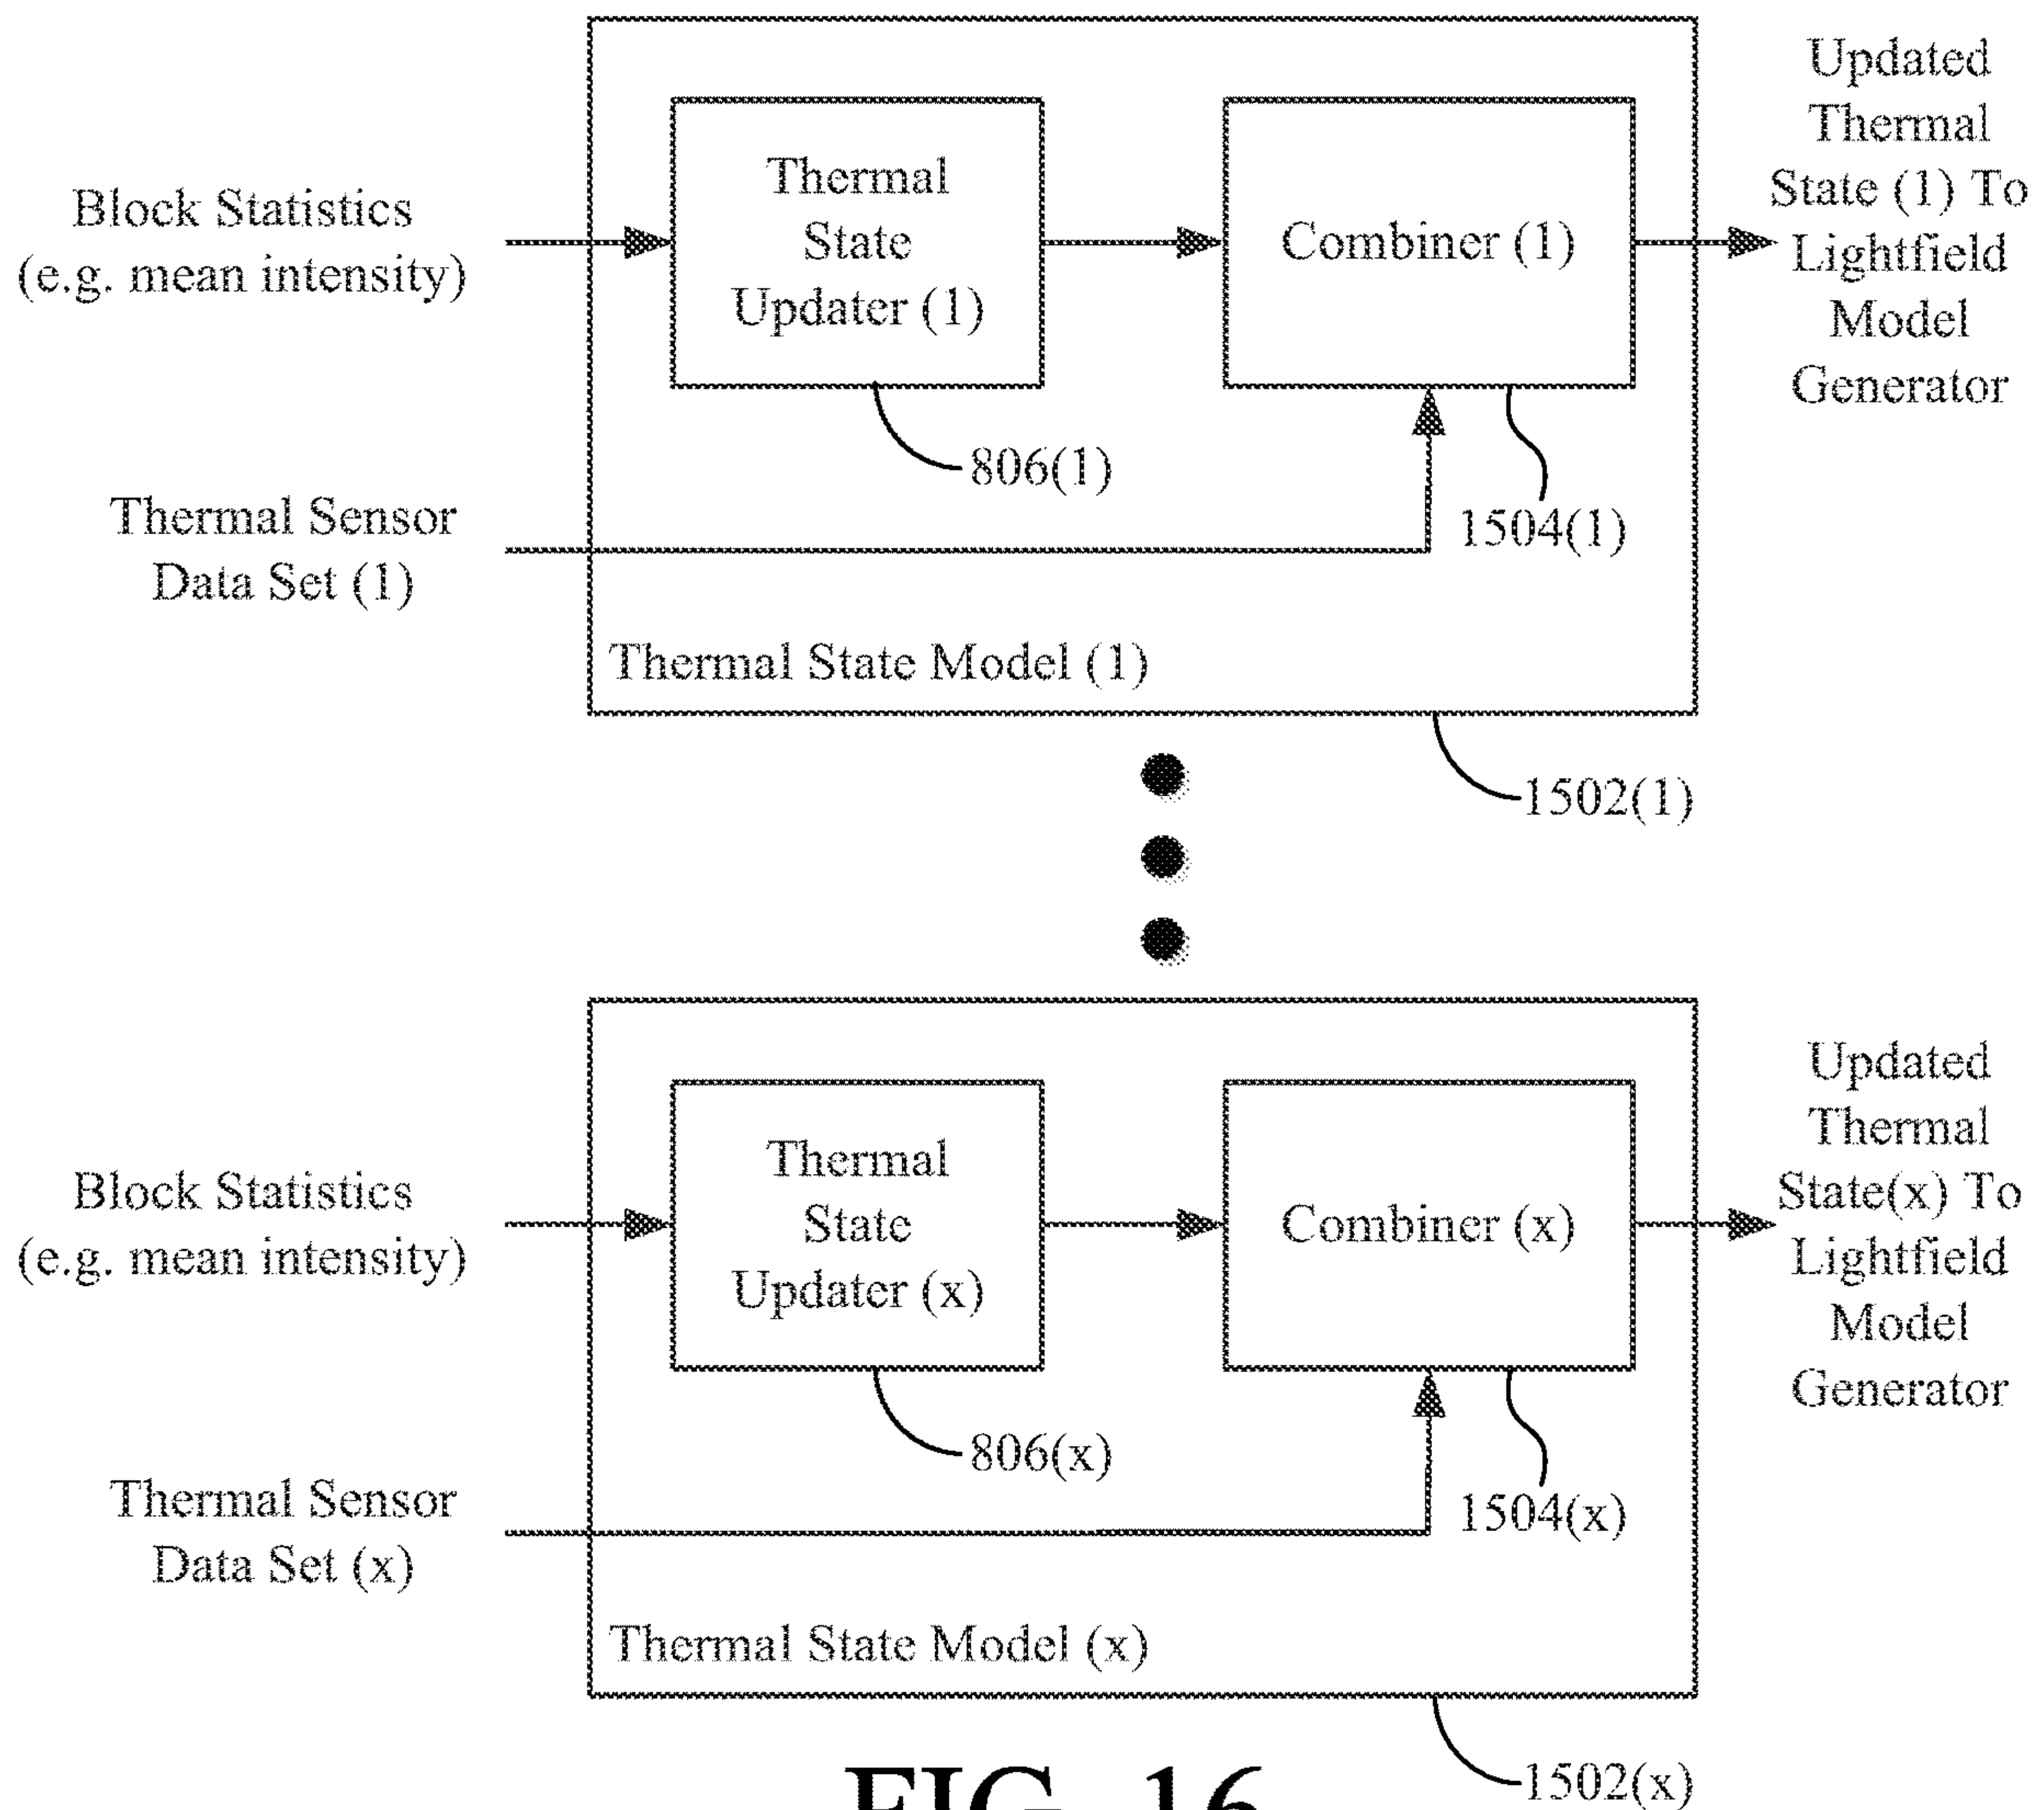 Block Statistics
(e.g. mean intensity)
Thermal
State
Updater (1)
Combiner (1)
Updated
Thermal
State (1) To
Lightfield
Model
Generator
806(1)
1504(1)
Thermal Sensor
Data Set (1)
Thermal State Model (1)
1502(1)
Block Statistics
(e.g. mean intensity)
Thermal
State
Updater (x)
Combiner (x)
Updated
Thermal
State(x) To
Lightfield
Model
Generator
806(x)
1504(x)
Thermal Sensor
Data Set (x)
Thermal State Model (x)
1502(x)
FIG. 16